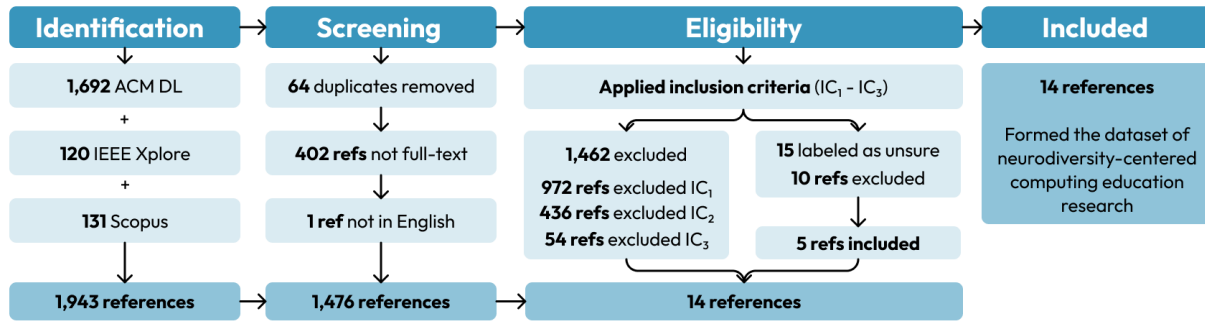 Identification
1,692 ACM DL
+
120 IEEE Xplore
+
131 Scopus
1,943 references
Screening
64 duplicates removed
402 refs not full-text
1 ref not in English
1,476 references
Eligibility
Applied inclusion criteria (IC₁ - IC₃)
1,462 excluded
972 refs excluded IC₁
436 refs excluded IC₂
54 refs excluded IC₃
15 labeled as unsure
10 refs excluded
5 refs included
14 references
Included
14 references
Formed the dataset of
neurodiversity-centered
computing education
research